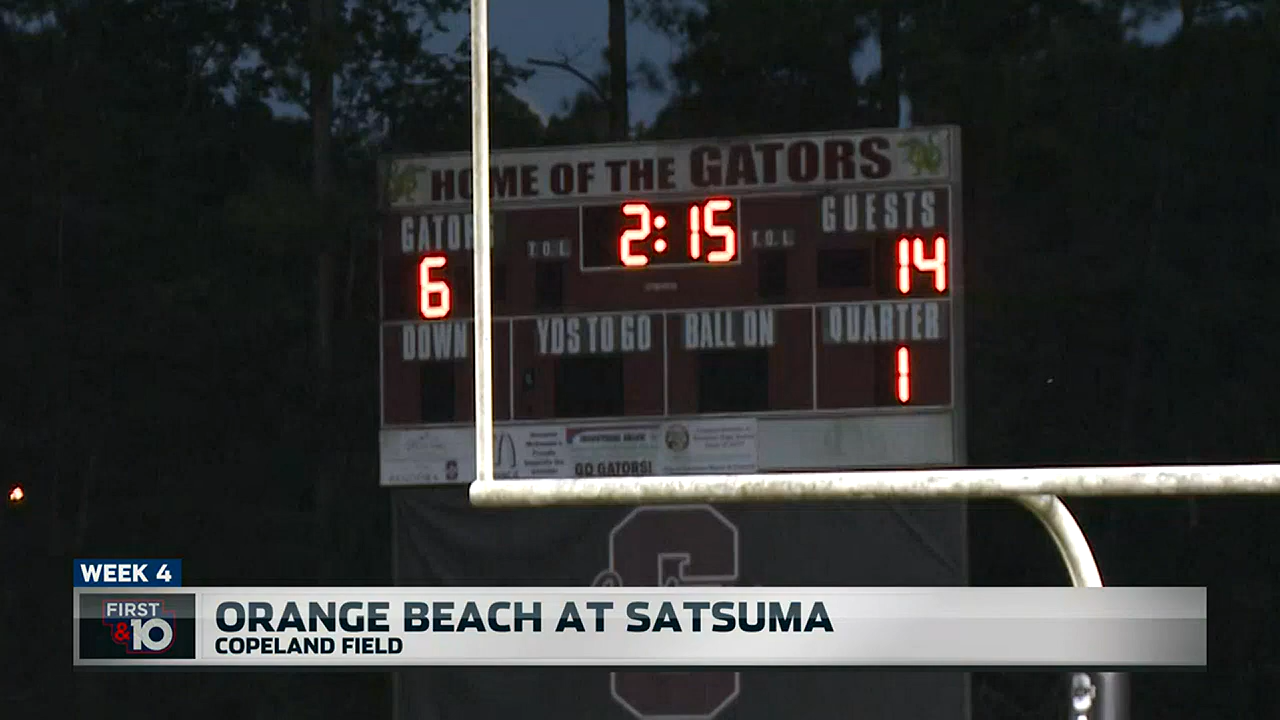 HOME OF THE GATORS
GATORS
T.O.L
2:15
T.O.L
GUESTS
6
14
DOWN
YDS TO GO
BALL ON
QUARTER
1
GO GATORS!
WEEK 4
FIRST
&10
ORANGE BEACH AT SATSUMA
COPELAND FIELD